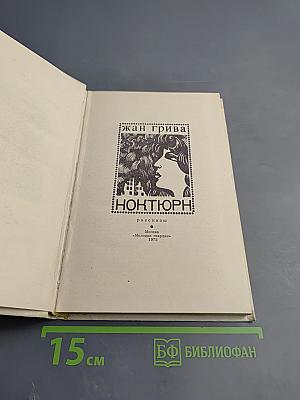 жан грива
НОКТЮРН
рассказы
Москва
«Молодая гвардия»
1973
15 см
БФ БИБЛИОФАН